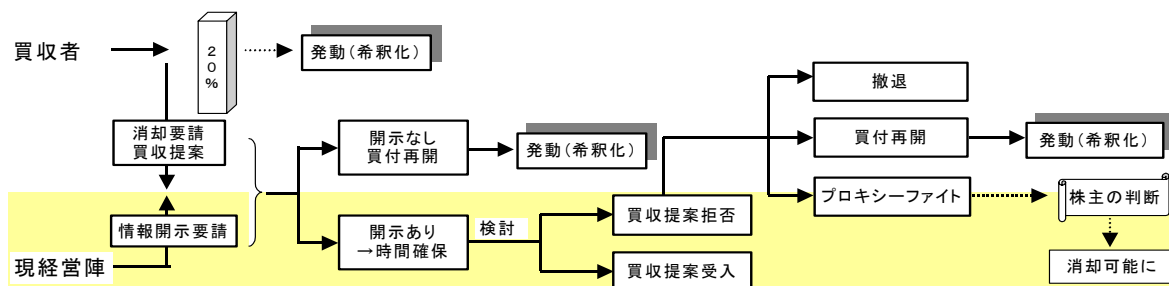 買収者
20%
発動(希釈化)
消却要請
買収提案
情報開示要請
現経営陣
開示なし
買付再開
発動(希釈化)
開示あり
→時間確保
検討
買収提案拒否
買収提案受入
撤退
買付再開
発動(希釈化)
プロキシーファイト
株主の判断
消却可能に